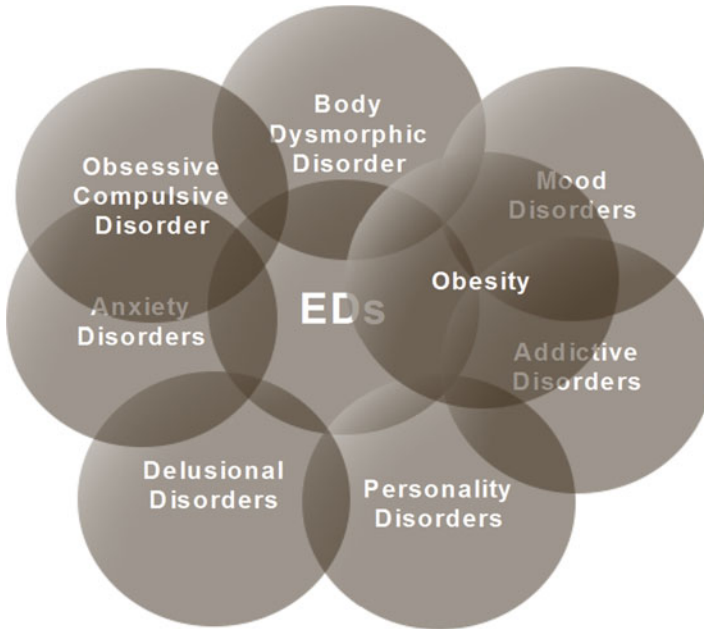 Body
Dysmorphic
Disorder
Obsessive
Compulsive
Disorder
Mood
Disorders
Obesity
EDs
Anxiety
Disorders
Addictive
Disorders
Delusional
Disorders
Personality
Disorders